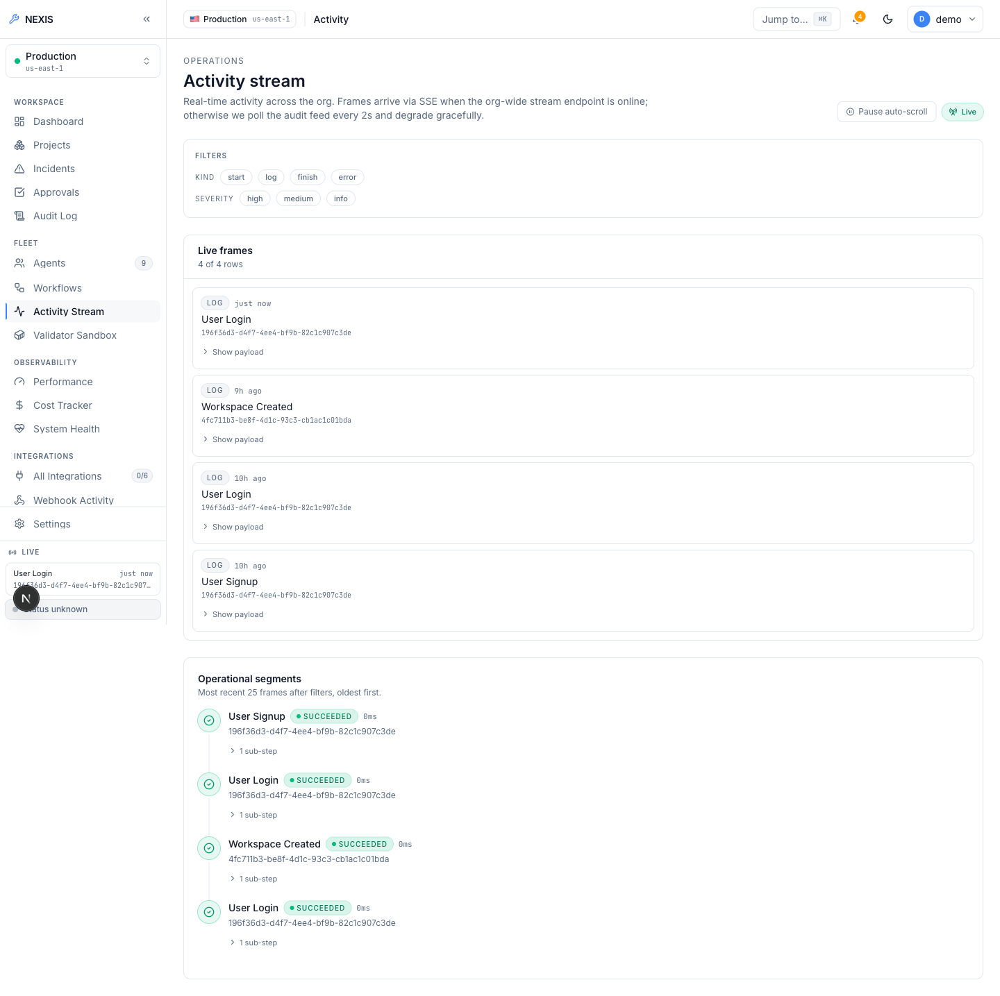 NEXIS
Production us-east-1
Activity
Jump to... ⌘K
4
D demo
Production
us-east-1
WORKSPACE
Dashboard
Projects
Incidents
Approvals
Audit Log
FLEET
Agents 9
Workflows
Activity Stream
Validator Sandbox
OBSERVABILITY
Performance
Cost Tracker
System Health
INTEGRATIONS
All Integrations 0/6
Webhook Activity
Settings
LIVE
User Login just now
196f36d3-d4f7-4ee4-bf9b-82c1c907…
N
status unknown
OPERATIONS
Activity stream
Real-time activity across the org. Frames arrive via SSE when the org-wide stream endpoint is online;
otherwise we poll the audit feed every 2s and degrade gracefully.
Pause auto-scroll
Live
FILTERS
KIND start log finish error
SEVERITY high medium info
Live frames
4 of 4 rows
LOG just now
User Login
196f36d3-d4f7-4ee4-bf9b-82c1c907c3de
Show payload
LOG 9h ago
Workspace Created
4fc711b3-be8f-4d1c-93c3-cb1ac1c01bda
Show payload
LOG 10h ago
User Login
196f36d3-d4f7-4ee4-bf9b-82c1c907c3de
Show payload
LOG 10h ago
User Signup
196f36d3-d4f7-4ee4-bf9b-82c1c907c3de
Show payload
Operational segments
Most recent 25 frames after filters, oldest first.
User Signup SUCCEEDED 0ms
196f36d3-d4f7-4ee4-bf9b-82c1c907c3de
1 sub-step
User Login SUCCEEDED 0ms
196f36d3-d4f7-4ee4-bf9b-82c1c907c3de
1 sub-step
Workspace Created SUCCEEDED 0ms
4fc711b3-be8f-4d1c-93c3-cb1ac1c01bda
1 sub-step
User Login SUCCEEDED 0ms
196f36d3-d4f7-4ee4-bf9b-82c1c907c3de
1 sub-step